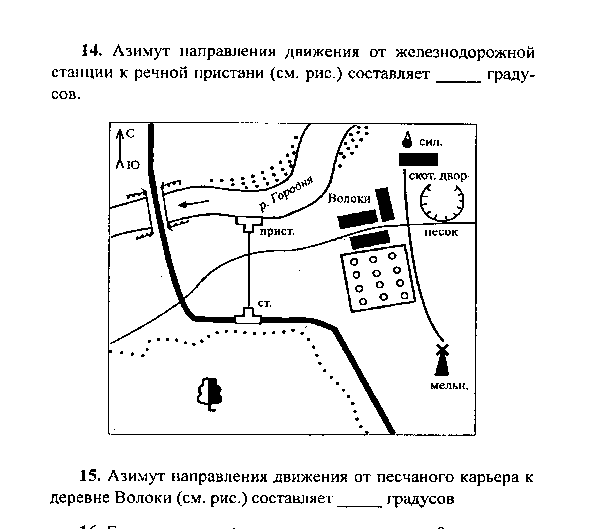 14. Азимут направления движения от железнодорожной
станции к речной пристани (см. рис.) составляет _____ граду-
сов.
С
Ю
р. Городня
сил.
скот. двор
Волоки
песок
прист.
ст.
мельн.
15. Азимут направления движения от песчаного карьера к
деревне Волоки (см. рис.) составляет _____ градусов